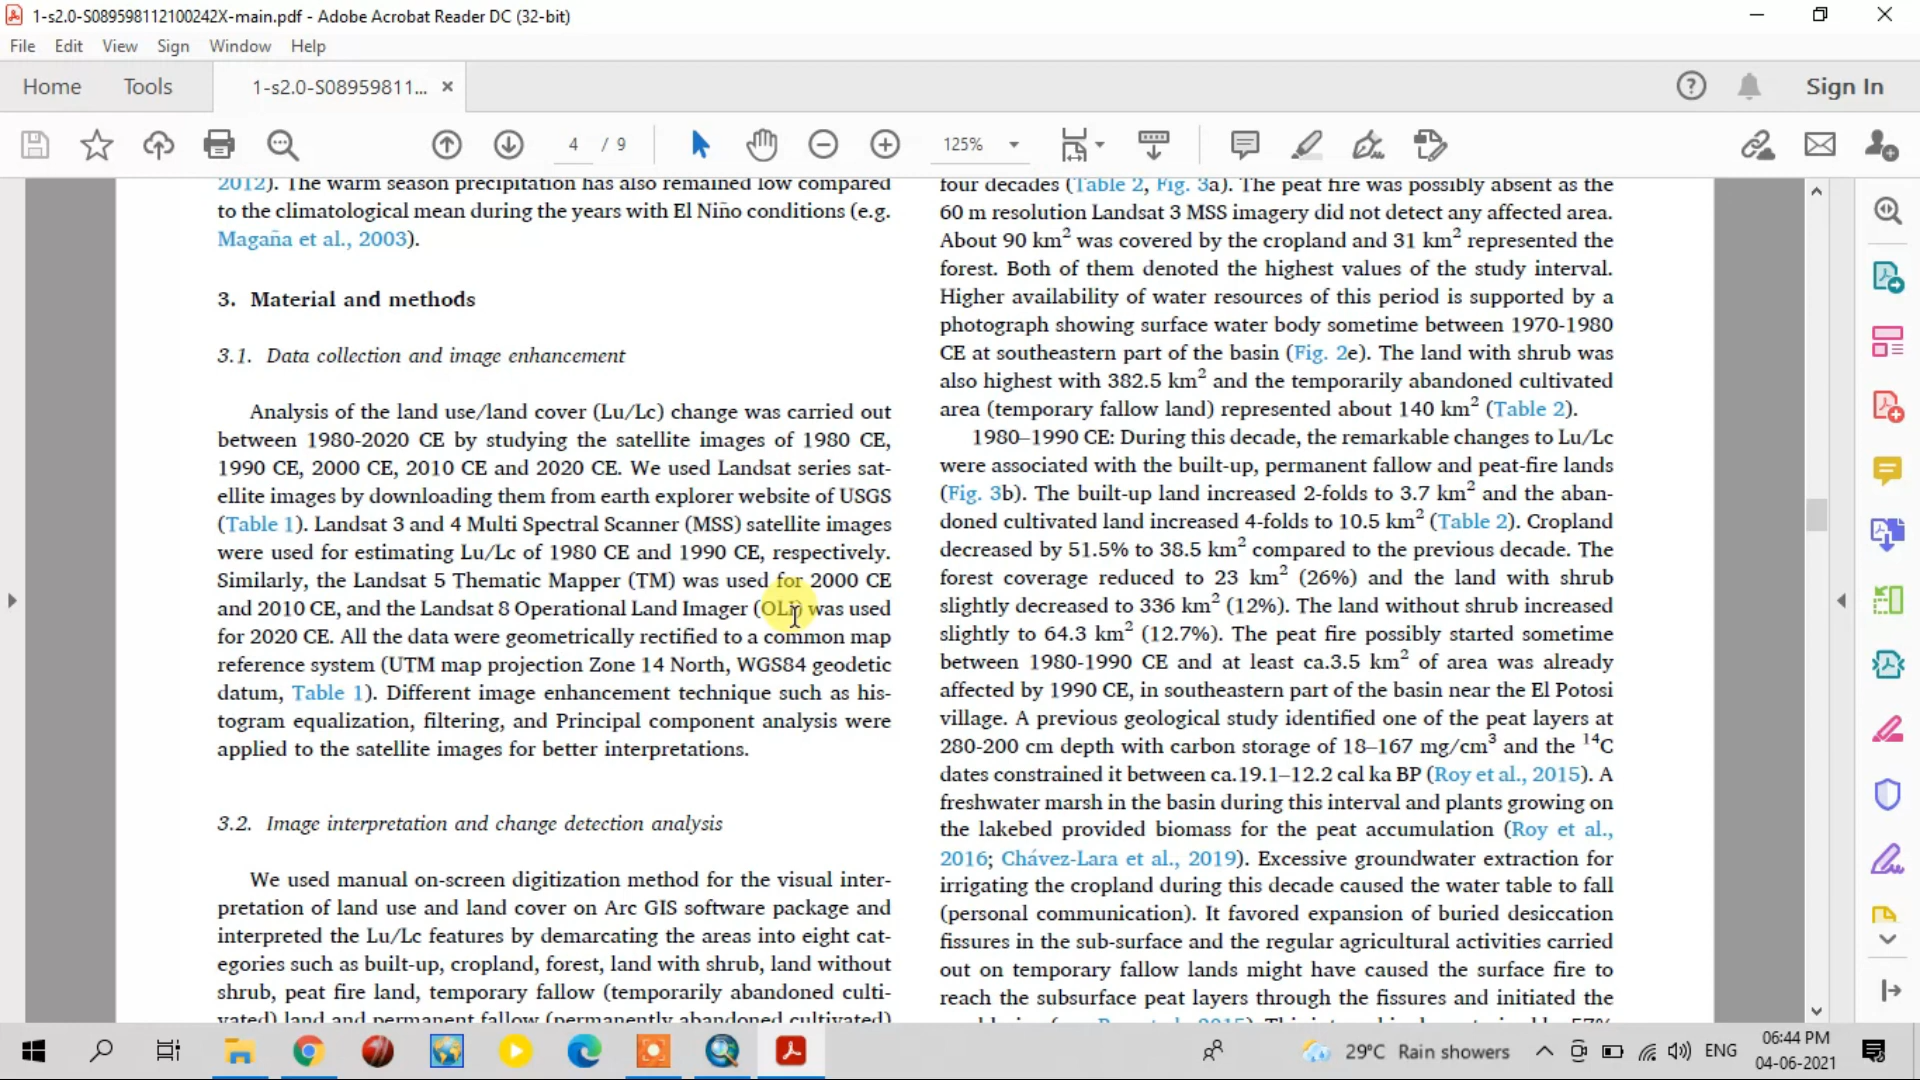 1-s2.0-S089598112100242X-main.pdf - Adobe Acrobat Reader DC (32-bit)
File Edit View Sign Window Help
Home Tools 1-s2.0-S08959811... × Sign In
4 / 9 125%
2012). The warm season precipitation has also remained low compared
to the climatological mean during the years with El Niño conditions (e.g.
Magaña et al., 2003).
3. Material and methods
3.1. Data collection and image enhancement
Analysis of the land use/land cover (Lu/Lc) change was carried out
between 1980-2020 CE by studying the satellite images of 1980 CE,
1990 CE, 2000 CE, 2010 CE and 2020 CE. We used Landsat series sat-
ellite images by downloading them from earth explorer website of USGS
(Table 1). Landsat 3 and 4 Multi Spectral Scanner (MSS) satellite images
were used for estimating Lu/Lc of 1980 CE and 1990 CE, respectively.
Similarly, the Landsat 5 Thematic Mapper (TM) was used for 2000 CE
and 2010 CE, and the Landsat 8 Operational Land Imager (OLI) was used
for 2020 CE. All the data were geometrically rectified to a common map
reference system (UTM map projection Zone 14 North, WGS84 geodetic
datum, Table 1). Different image enhancement technique such as his-
togram equalization, filtering, and Principal component analysis were
applied to the satellite images for better interpretations.
3.2. Image interpretation and change detection analysis
We used manual on-screen digitization method for the visual inter-
pretation of land use and land cover on Arc GIS software package and
interpreted the Lu/Lc features by demarcating the areas into eight cat-
egories such as built-up, cropland, forest, land with shrub, land without
shrub, peat fire land, temporary fallow (temporarily abandoned culti-
vated) land and permanent fallow (permanently abandoned cultivated)
four decades (Table 2, Fig. 3a). The peat fire was possibly absent as the
60 m resolution Landsat 3 MSS imagery did not detect any affected area.
About 90 km² was covered by the cropland and 31 km² represented the
forest. Both of them denoted the highest values of the study interval.
Higher availability of water resources of this period is supported by a
photograph showing surface water body sometime between 1970-1980
CE at southeastern part of the basin (Fig. 2e). The land with shrub was
also highest with 382.5 km² and the temporarily abandoned cultivated
area (temporary fallow land) represented about 140 km² (Table 2).
1980–1990 CE: During this decade, the remarkable changes to Lu/Lc
were associated with the built-up, permanent fallow and peat-fire lands
(Fig. 3b). The built-up land increased 2-folds to 3.7 km² and the aban-
doned cultivated land increased 4-folds to 10.5 km² (Table 2). Cropland
decreased by 51.5% to 38.5 km² compared to the previous decade. The
forest coverage reduced to 23 km² (26%) and the land with shrub
slightly decreased to 336 km² (12%). The land without shrub increased
slightly to 64.3 km² (12.7%). The peat fire possibly started sometime
between 1980-1990 CE and at least ca.3.5 km² of area was already
affected by 1990 CE, in southeastern part of the basin near the El Potosi
village. A previous geological study identified one of the peat layers at
280-200 cm depth with carbon storage of 18–167 mg/cm³ and the ¹⁴C
dates constrained it between ca.19.1–12.2 cal ka BP (Roy et al., 2015). A
freshwater marsh in the basin during this interval and plants growing on
the lakebed provided biomass for the peat accumulation (Roy et al.,
2016; Chávez-Lara et al., 2019). Excessive groundwater extraction for
irrigating the cropland during this decade caused the water table to fall
(personal communication). It favored expansion of buried desiccation
fissures in the sub-surface and the regular agricultural activities carried
out on temporary fallow lands might have caused the surface fire to
reach the subsurface peat layers through the fissures and initiated the
29°C Rain showers ENG 06:44 PM
04-06-2021